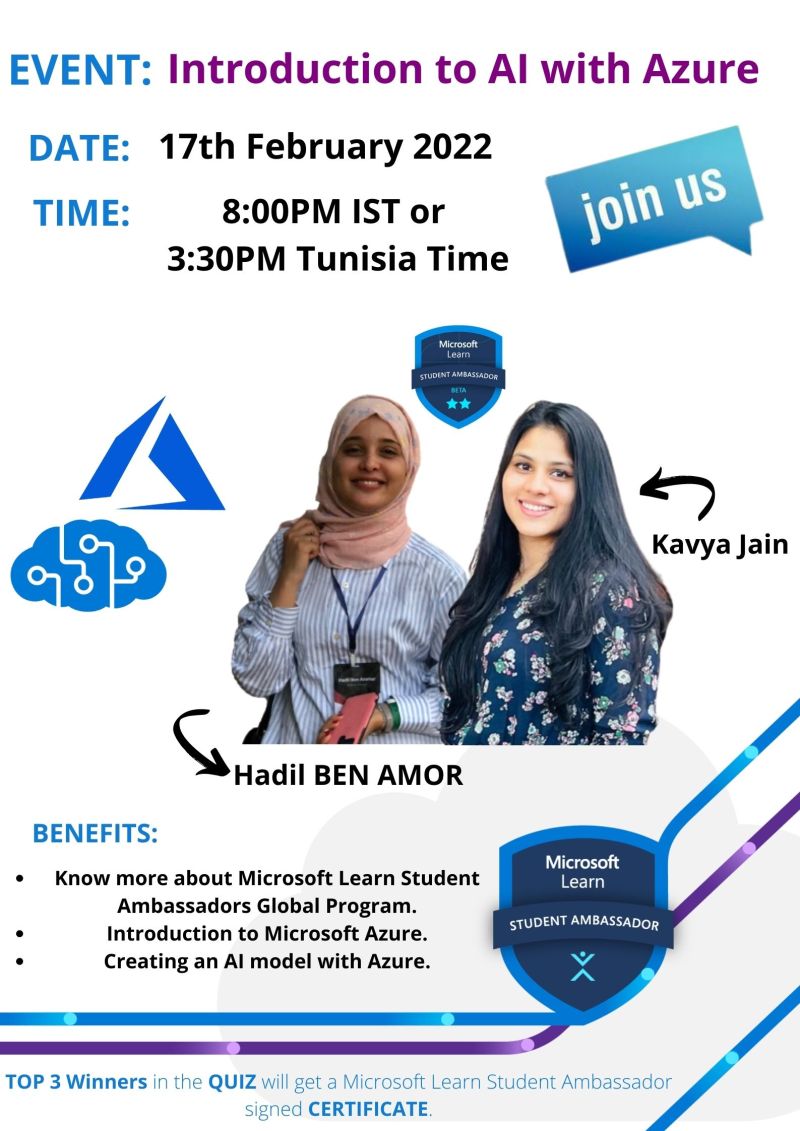 EVENT: Introduction to AI with Azure
DATE: 17th February 2022
TIME: 8:00PM IST or
3:30PM Tunisia Time
join us
Microsoft
Learn
STUDENT AMBASSADOR
BETA
Kavya Jain
Hadil Ben Ammar
Hadil BEN AMOR
BENEFITS:
• Know more about Microsoft Learn Student
Ambassadors Global Program.
• Introduction to Microsoft Azure.
• Creating an AI model with Azure.
Microsoft
Learn
STUDENT AMBASSADOR
TOP 3 Winners in the QUIZ will get a Microsoft Learn Student Ambassador
signed CERTIFICATE.